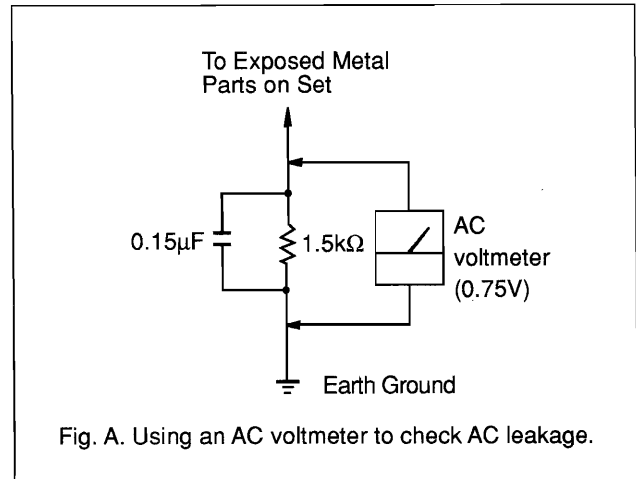 To Exposed Metal
Parts on Set
0.15µF
1.5kΩ
AC
voltmeter
(0.75V)
Earth Ground
Fig. A. Using an AC voltmeter to check AC leakage.